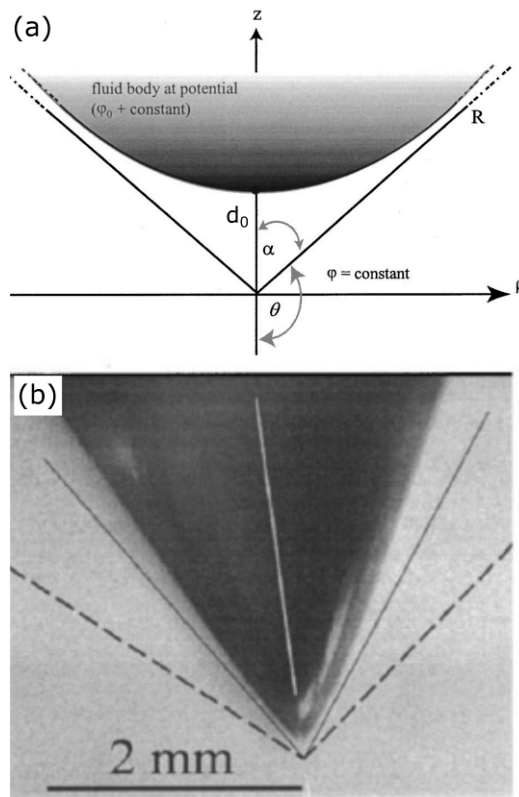 (a)
z
fluid body at potential
(φ₀ + constant)
R
d₀
α
φ = constant
θ
(b)
2 mm